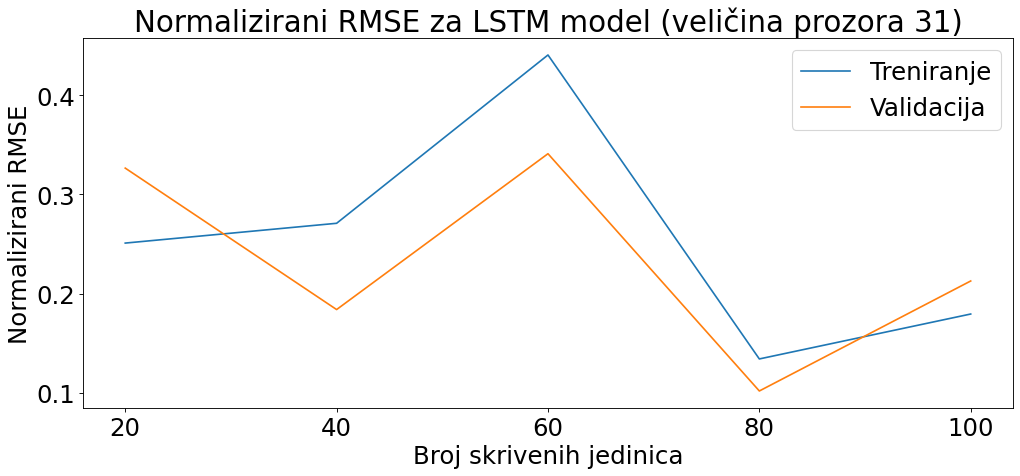 Normalizirani RMSE za LSTM model (veličina prozora 31)
Treniranje
Validacija
Normalizirani RMSE
0.4
0.3
0.2
0.1
20 40 60 80 100
Broj skrivenih jedinica